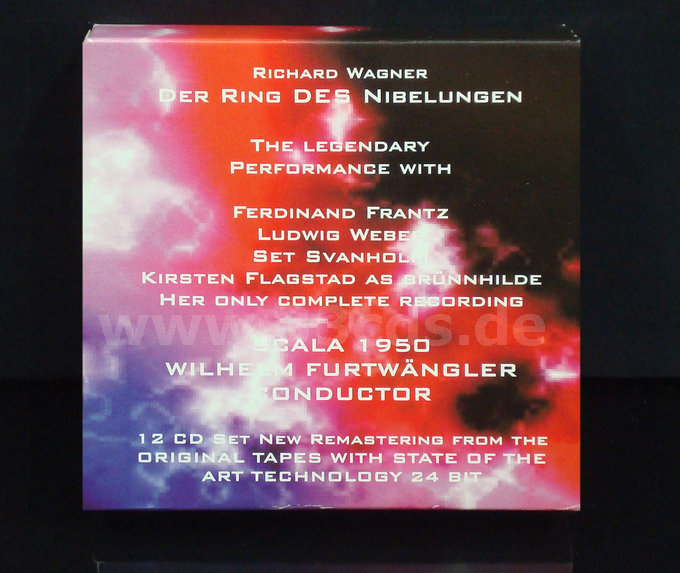 Richard Wagner
Der Ring DES Nibelungen
The legendary
Performance with
Ferdinand Frantz
Ludwig Weber
Set Svanholm
Kirsten Flagstad as Brünnhilde
Her only complete recording
Scala 1950
Wilhelm Furtwängler
Conductor
12 CD Set New Remastering from the
original tapes with state of the
art technology 24 bit